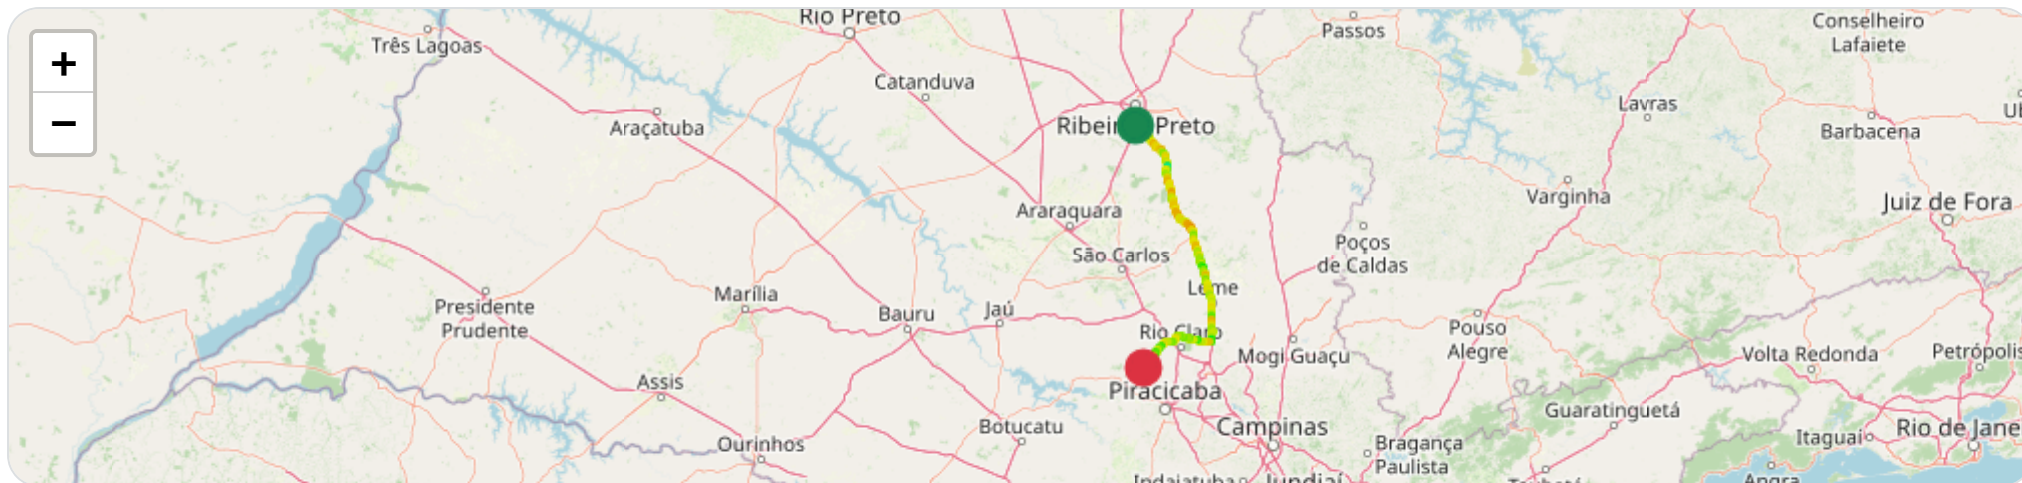 +
−
Rio Preto
Três Lagoas
Passos
Conselheiro
Lafaiete
Catanduva
Araçatuba
Lavras
Barbacena
Preto
Varginha
Juiz de Fora
Araraquara
Poços
de Caldas
São Carlos
Leme
Marília
Presidente
Prudente
Jaú
Bauru
Rio Claro
Pouso
Alegre
Mogi Guaçu
Volta Redonda
Assis
Piracicaba
Guaratinguetá
Botucatu
Campinas
Itaguaí
Rio de Jane
Ourinhos
Bragança
Paulista